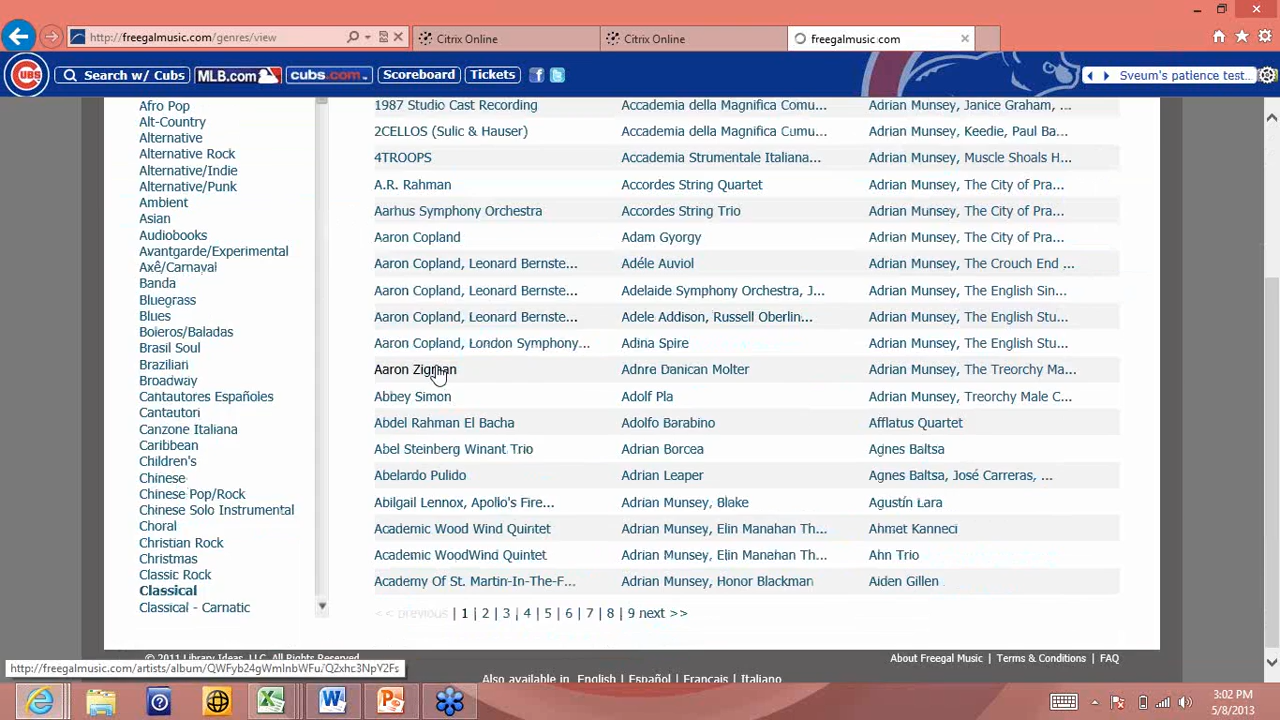 http://freegalmusic.com/genres/view
Citrix Online
Citrix Online
freegalmusic.com
CUBS
Search w/ Cubs
MLB.com
cubs.com
Scoreboard
Tickets
Sveum's patience test...
Afro Pop
Alt-Country
Alternative
Alternative Rock
Alternative/Indie
Alternative/Punk
Ambient
Asian
Audiobooks
Avantgarde/Experimental
Axê/Carnaval
Banda
Bluegrass
Blues
Boleros/Baladas
Brasil Soul
Brazilian
Broadway
Cantautores Españoles
Cantautori
Canzone Italiana
Caribbean
Children's
Chinese
Chinese Pop/Rock
Chinese Solo Instrumental
Choral
Christian Rock
Christmas
Classic Rock
Classical
Classical - Carnatic
1987 Studio Cast Recording
2CELLOS (Sulic & Hauser)
4TROOPS
A.R. Rahman
Aarhus Symphony Orchestra
Aaron Copland
Aaron Copland, Leonard Bernste...
Aaron Copland, Leonard Bernste...
Aaron Copland, Leonard Bernste...
Aaron Copland, London Symphony...
Aaron Zigman
Abbey Simon
Abdel Rahman El Bacha
Abel Steinberg Winant Trio
Abelardo Pulido
Abilgail Lennox, Apollo's Fire...
Academic Wood Wind Quintet
Academic WoodWind Quintet
Academy Of St. Martin-In-The-F...
Accademia della Magnifica Comu...
Accademia della Magnifica Comu...
Accademia Strumentale Italiana...
Accordes String Quartet
Accordes String Trio
Adam Gyorgy
Adéle Auviol
Adelaide Symphony Orchestra, J...
Adele Addison, Russell Oberlin...
Adina Spire
Adnre Danican Molter
Adolf Pla
Adolfo Barabino
Adrian Borcea
Adrian Leaper
Adrian Munsey, Blake
Adrian Munsey, Elin Manahan Th...
Adrian Munsey, Elin Manahan Th...
Adrian Munsey, Honor Blackman
Adrian Munsey, Janice Graham, ...
Adrian Munsey, Keedie, Paul Ba...
Adrian Munsey, Muscle Shoals H...
Adrian Munsey, The City of Pra...
Adrian Munsey, The City of Pra...
Adrian Munsey, The City of Pra...
Adrian Munsey, The Crouch End ...
Adrian Munsey, The English Sin...
Adrian Munsey, The English Stu...
Adrian Munsey, The English Stu...
Adrian Munsey, The Treorchy Ma...
Adrian Munsey, Treorchy Male C...
Afflatus Quartet
Agnes Baltsa
Agnes Baltsa, José Carreras, ...
Agustín Lara
Ahmet Kanneci
Ahn Trio
Aiden Gillen
<< previous | 1 | 2 | 3 | 4 | 5 | 6 | 7 | 8 | 9 next >>
© 2011 Library Ideas, LLC All Rights Reserved
About Freegal Music | Terms & Conditions | FAQ
Also available in English | Español | Français | Italiano
3:02 PM
5/8/2013